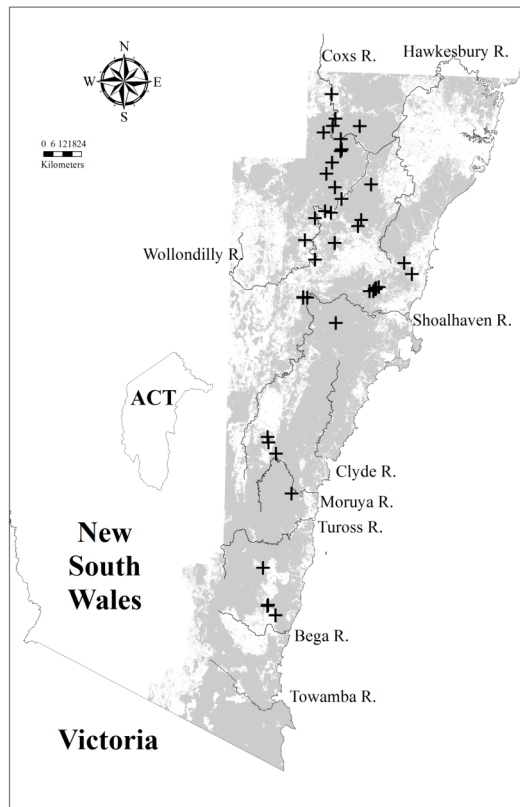 Coxs R.
Hawkesbury R.
N
W
E
S
0 6 121824
Kilometers
Wollondilly R.
Shoalhaven R.
ACT
Clyde R.
Moruya R.
Tuross R.
New
South
Wales
Bega R.
Towamba R.
Victoria